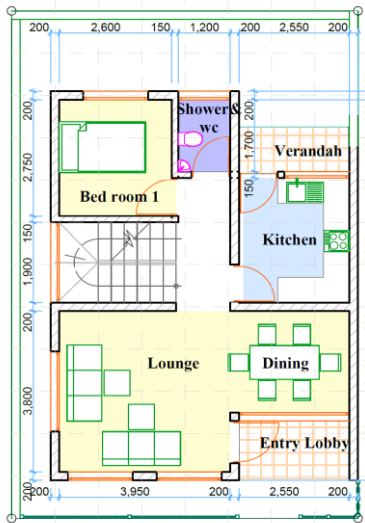 200 2,600 150 1,200 200 2,550 200
Shower &
wc
200
200
1,700
Verandah
2,750
Bed room 1
150
150
Kitchen
1,900
200
Lounge
Dining
3,800
Entry Lobby
200
200 3,950 200 2,550 200